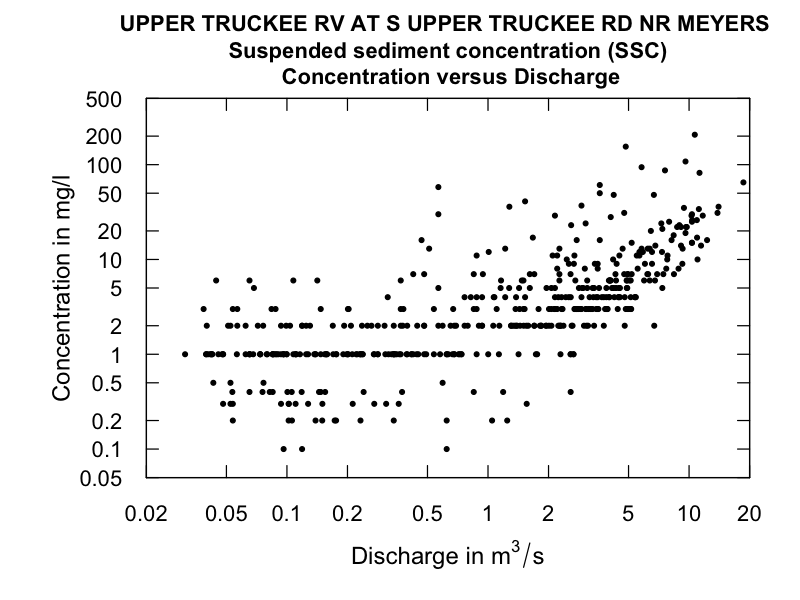 UPPER TRUCKEE RV AT S UPPER TRUCKEE RD NR MEYERS
Suspended sediment concentration (SSC)
Concentration versus Discharge
Concentration in mg/l
500
200
100
50
20
10
5
2
1
0.5
0.2
0.1
0.05
0.02 0.05 0.1 0.2 0.5 1 2 5 10 20
Discharge in m³/s